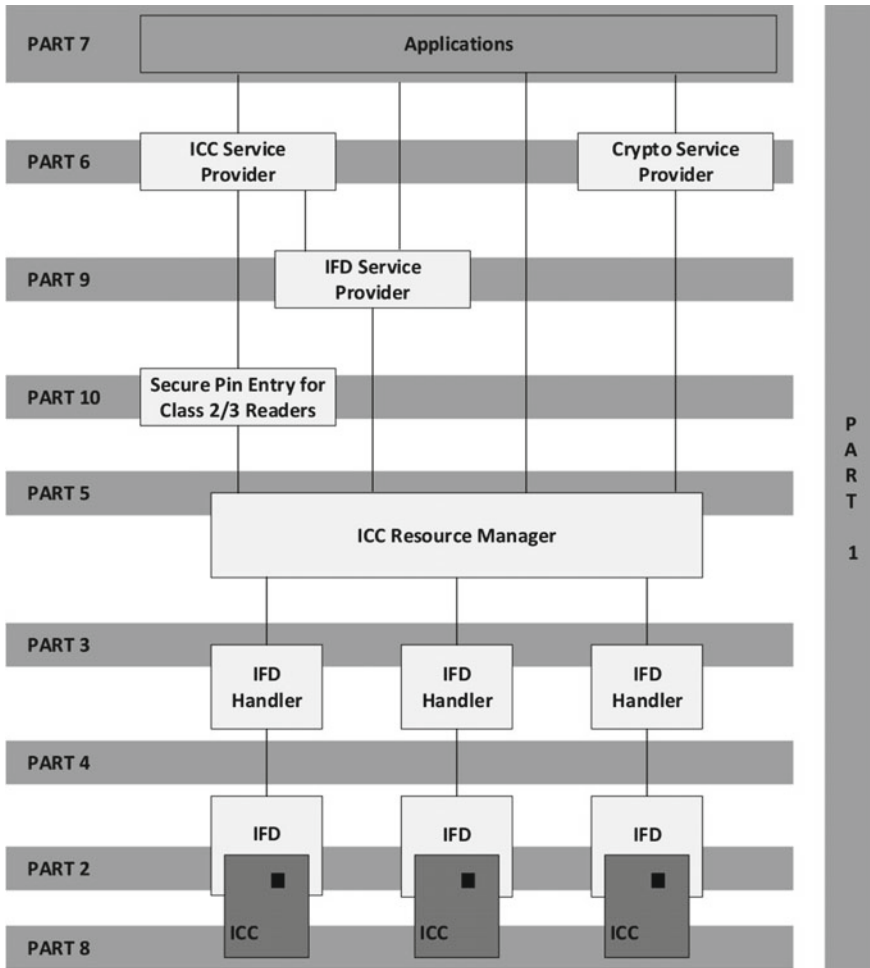 PART 7
Applications
PART 6
ICC Service
Provider
Crypto Service
Provider
PART 9
IFD Service
Provider
PART 10
Secure Pin Entry for
Class 2/3 Readers
PART 5
ICC Resource Manager
PART 3
IFD
Handler
IFD
Handler
IFD
Handler
PART 4
IFD
IFD
IFD
PART 2
ICC
ICC
ICC
PART 8
P
A
R
T
1